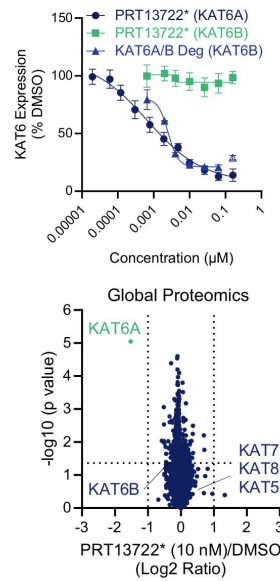 PRT13722* (KAT6A)
PRT13722* (KAT6B)
KAT6A/B Deg (KAT6B)
KAT6 Expression
(% DMSO)
150
100
50
0
0.00001
0.0001
0.001
0.01
0.1
1
Concentration (µM)
Global Proteomics
-log10 (p value)
6
5
4
3
2
1
0
KAT6A
KAT6B
KAT7
KAT8
KAT5
-3 -2 -1 0 1 2 3
PRT13722* (10 nM)/DMSO
(Log2 Ratio)